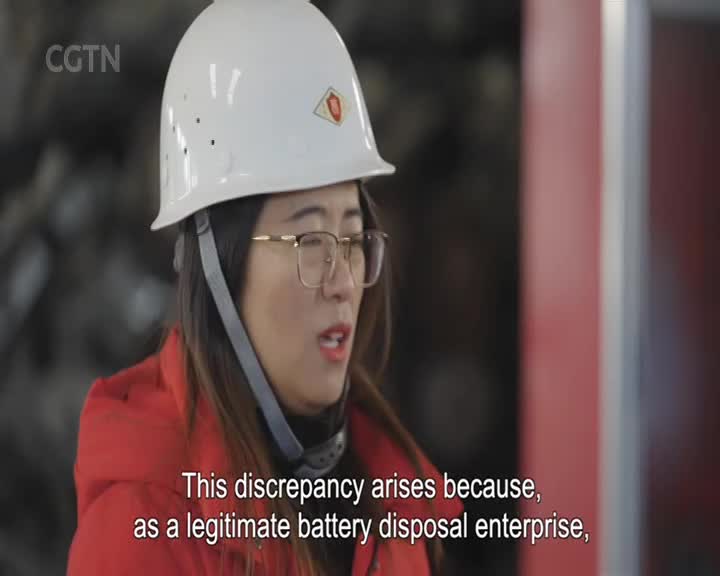 CGTN
This discrepancy arises because,
as a legitimate battery disposal enterprise,